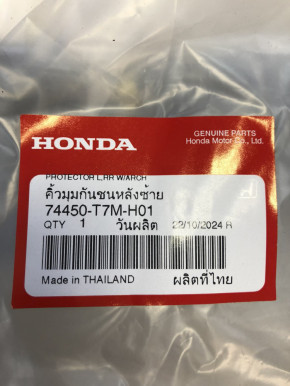 HONDA
GENUINE PARTS
Honda Motor Co., Ltd.
PROTECTOR L,RR W/ARCH
คิ้วมุมกันชนหลังซ้าย
74450-T7M-H01
QTY 1 วันผลิต 22/10/2024 R
Made in THAILAND ผลิตที่ไทย